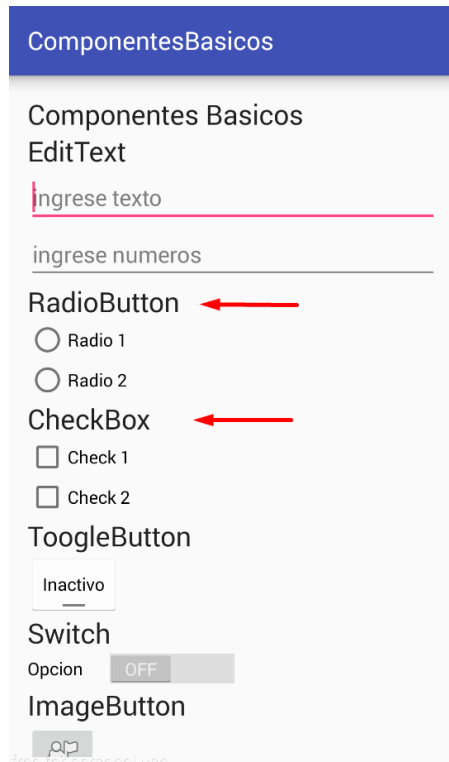 ComponentesBasicos
Componentes Basicos
EditText
ingrese texto
ingrese numeros
RadioButton
Radio 1
Radio 2
CheckBox
Check 1
Check 2
ToogleButton
Inactivo
Switch
Opcion OFF
ImageButton